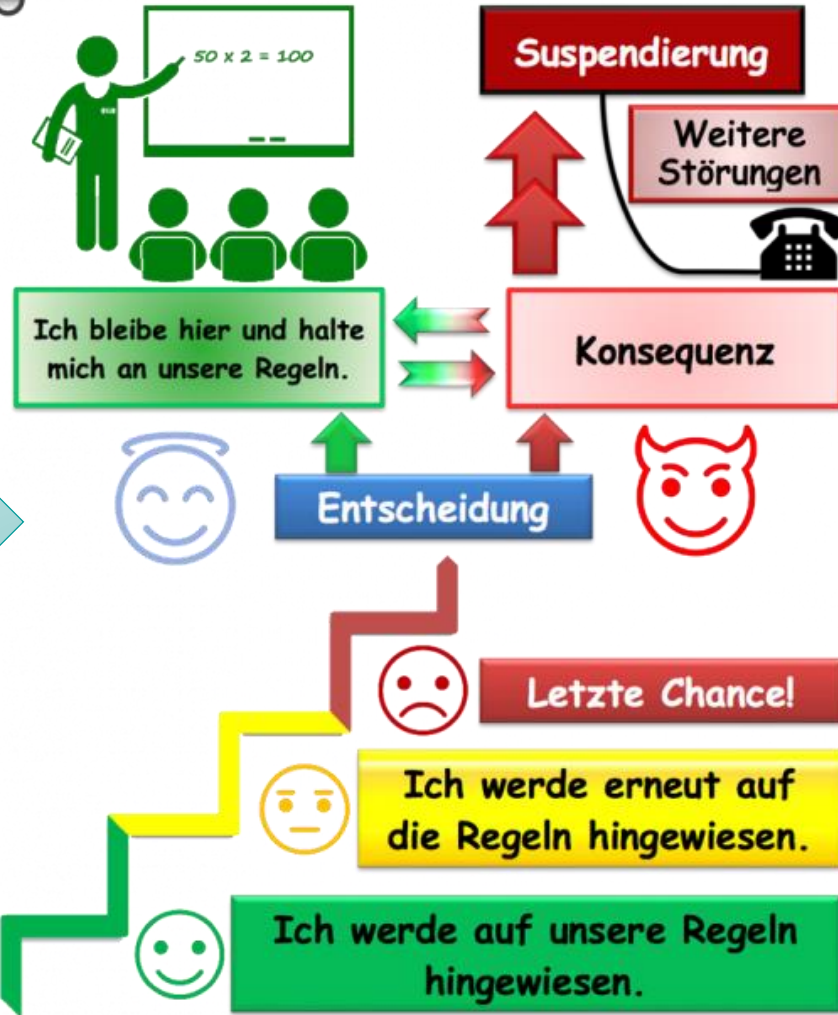 50 x 2 = 100
Suspendierung
Weitere
Störungen
Ich bleibe hier und halte
mich an unsere Regeln.
Konsequenz
Entscheidung
Letzte Chance!
Ich werde erneut auf
die Regeln hingewiesen.
Ich werde auf unsere Regeln
hingewiesen.